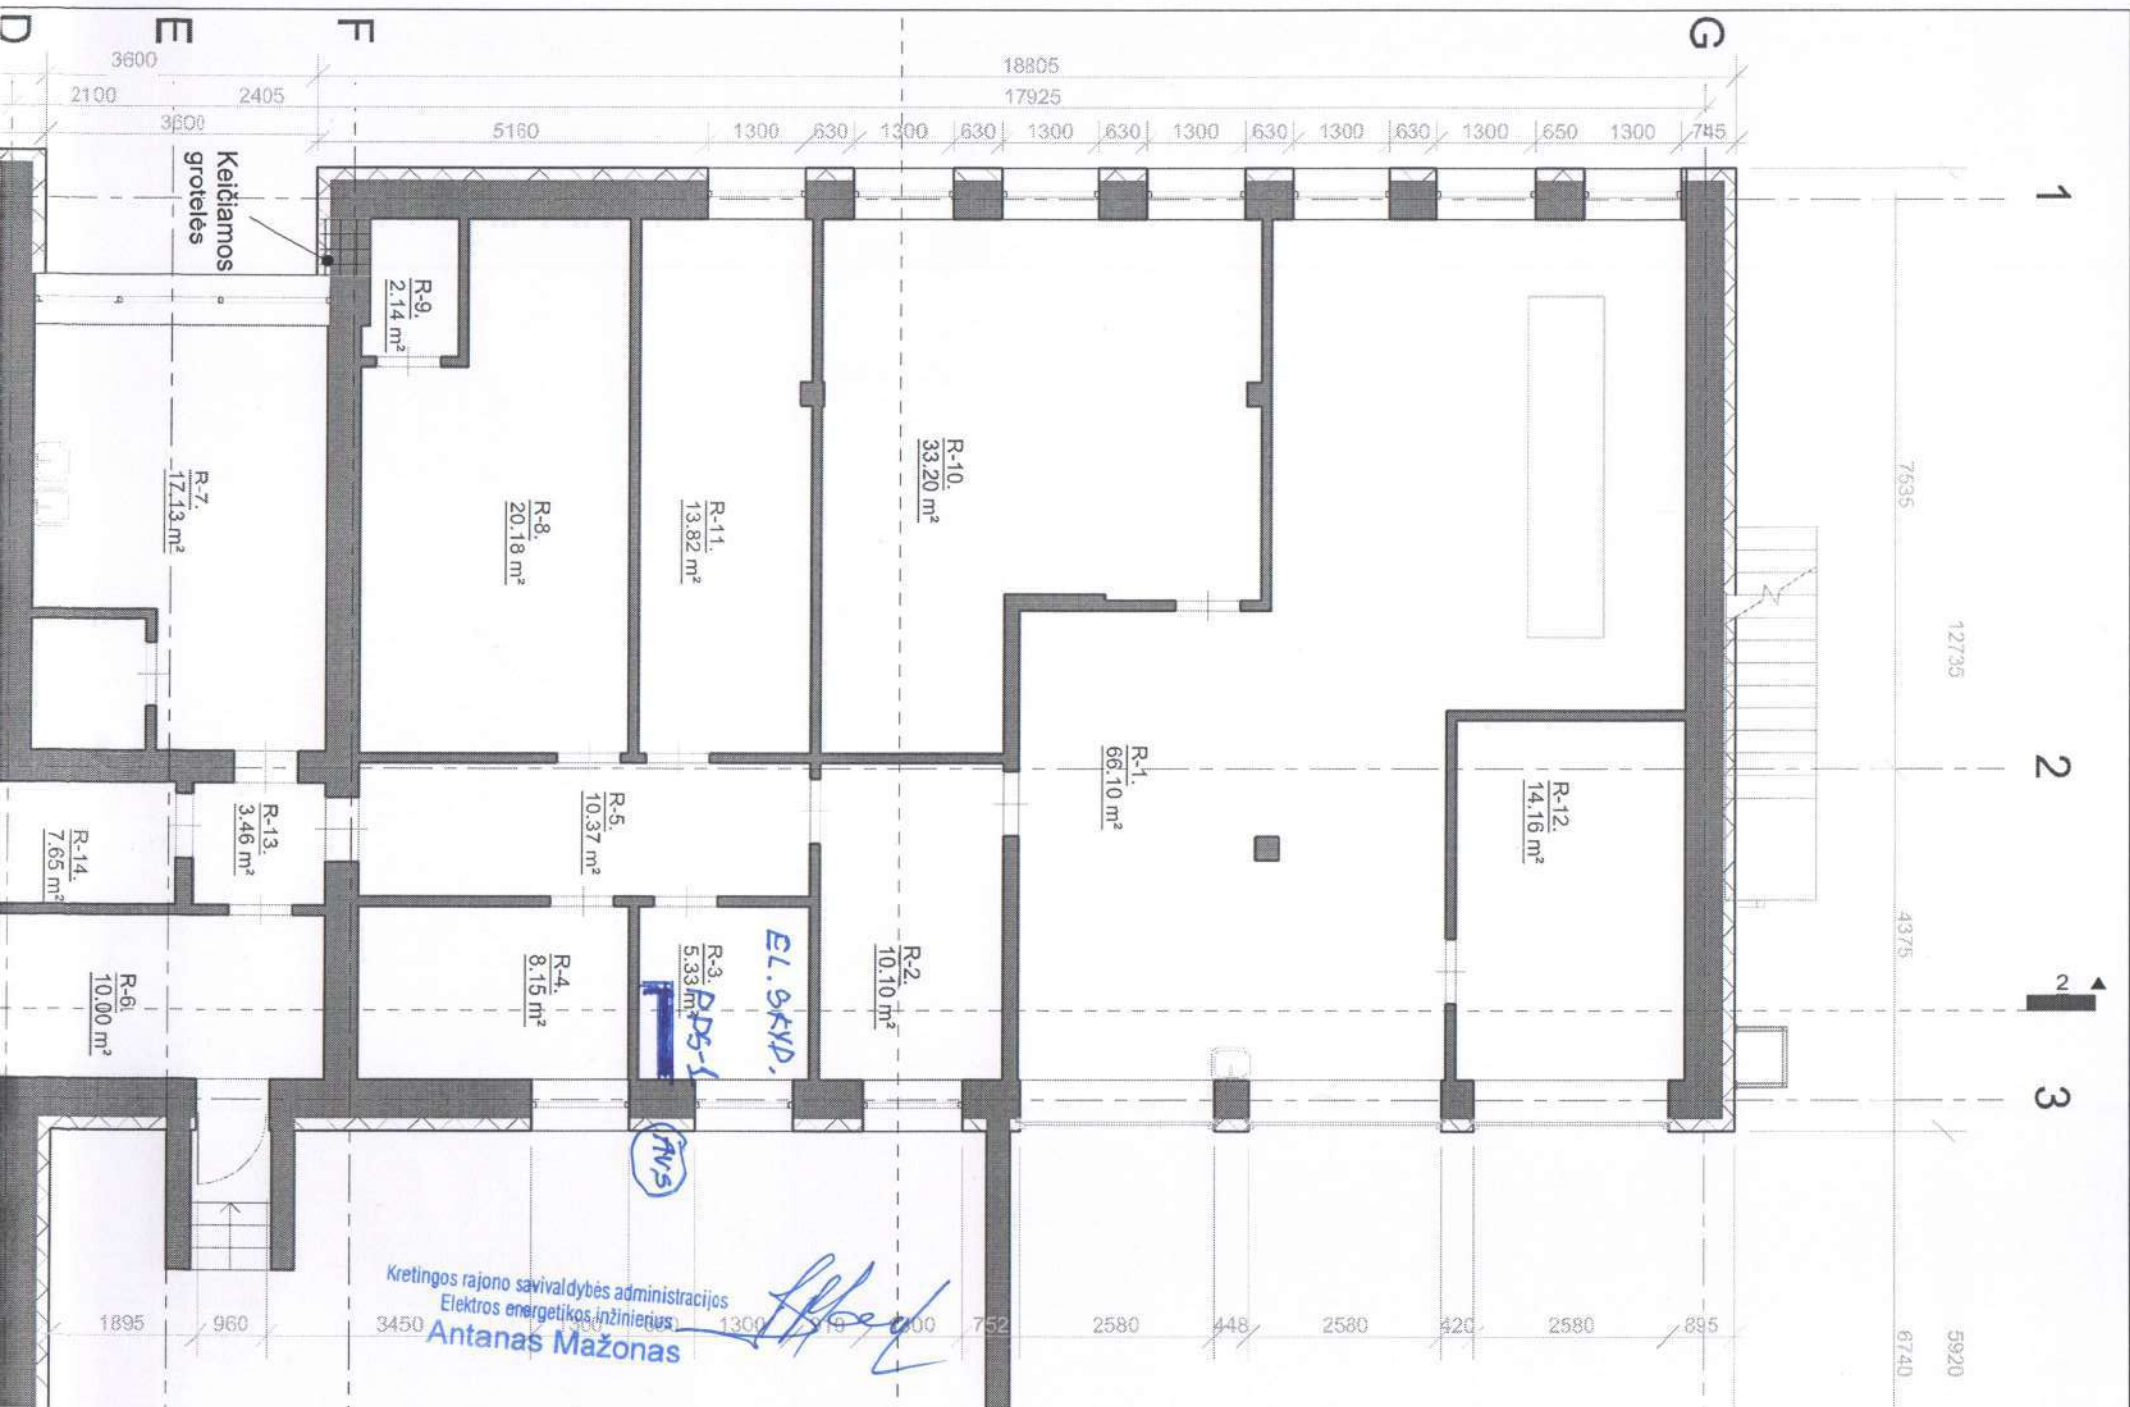 D
E
F
G
3600
18805
2100
2405
17925
3600
5160
1300
630
1300
630
1300
630
1300
630
1300
630
1300
650
1300
745
Keičiamos
grotelės
1
2
3
2
7535
12735
4375
5920
6740
R-9.
2.14 m²
R-10.
33.20 m²
R-7.
17.13 m²
R-8.
20.18 m²
R-11.
13.82 m²
R-1.
66.10 m²
R-12.
14.16 m²
R-5.
10.37 m²
R-13.
3.46 m²
R-14.
7.65 m²
R-6.
10.00 m²
R-4.
8.15 m²
R-3.
5.33 m²
R-2.
10.10 m²
EL. SKYD.
AVS
Kretingos rajono savivaldybės administracijos
Elektros energetikos inžinierius
Antanas Mažonas
1895
960
3450
1300
1300
752
2580
448
2580
420
2580
895